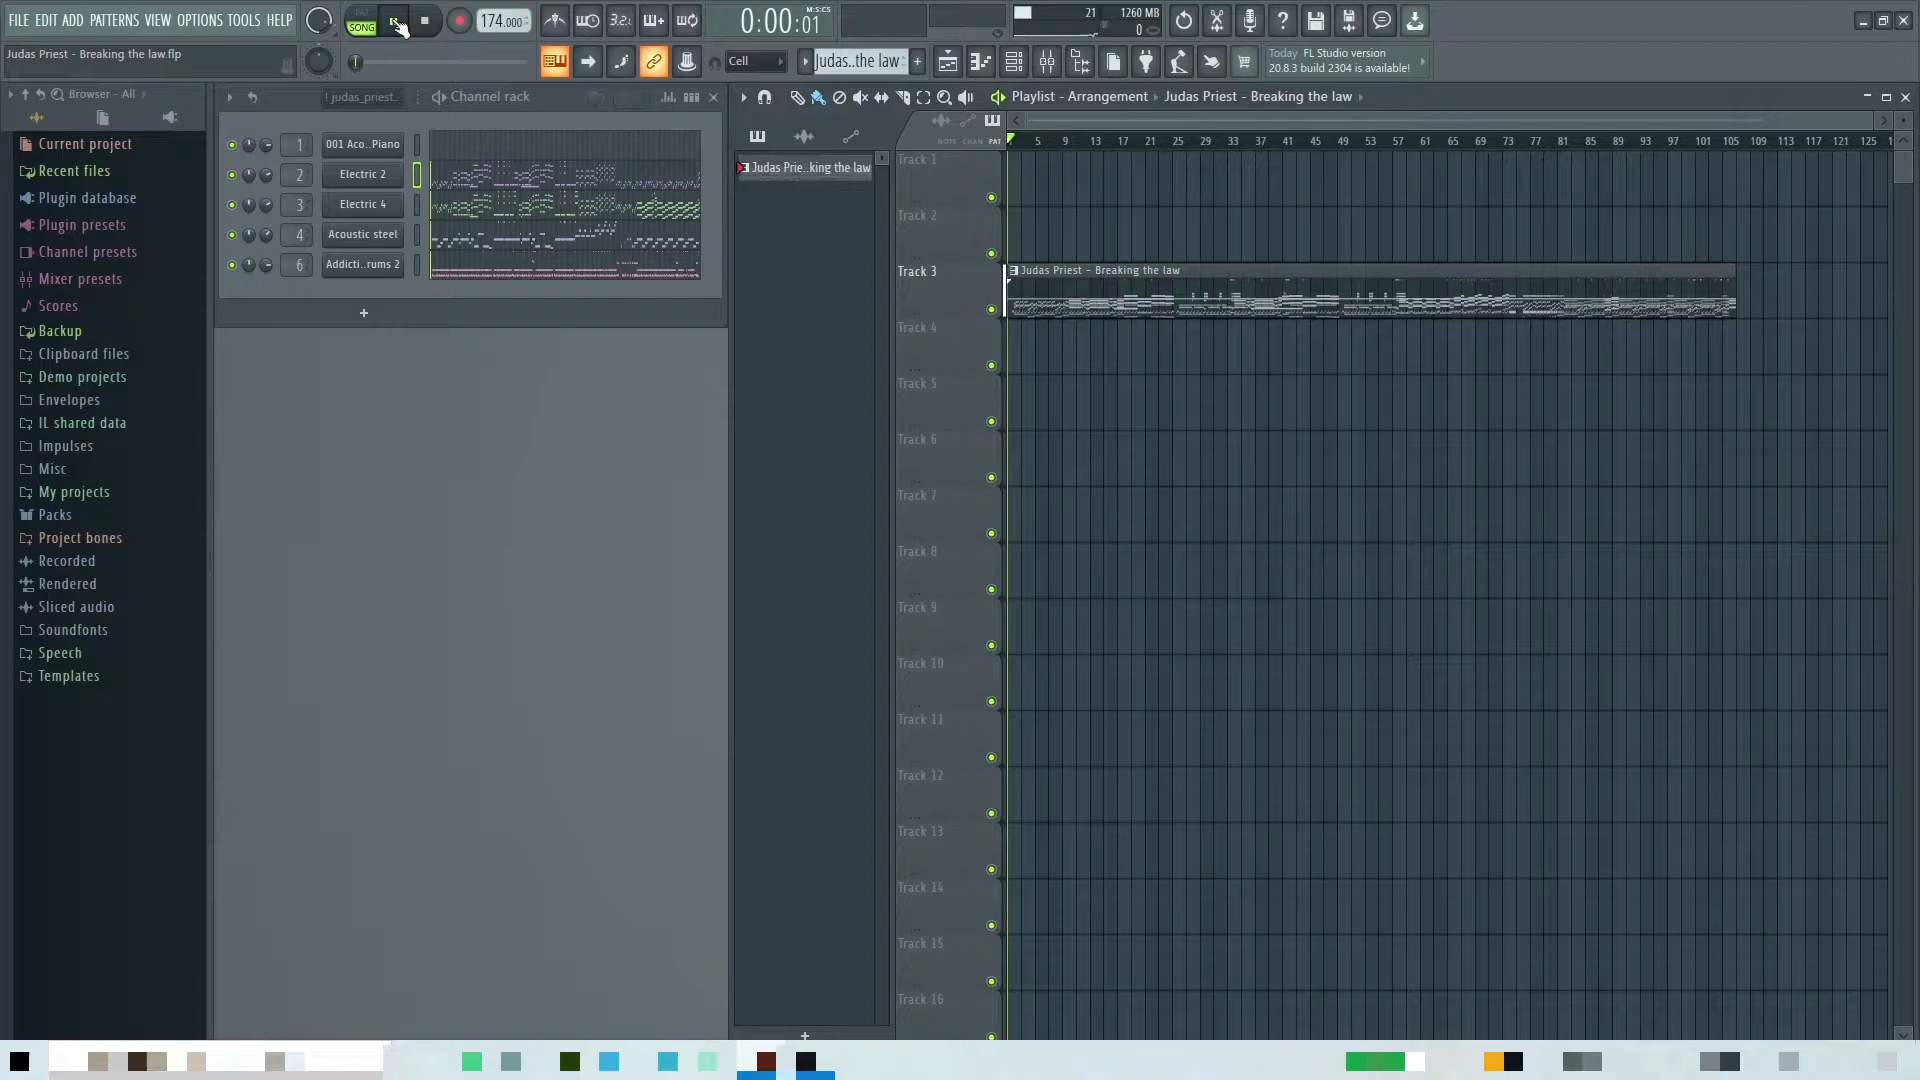 FILE EDIT ADD PATTERNS VIEW OPTIONS TOOLS HELP
PAT
SONG
174.000
3.2.
0:00:01
M:S:CS
21
1260 MB
0
Judas Priest - Breaking the law.flp
Cell
Judas..the law
+
Today FL Studio version
20.8.3 build 2304 is available!
Browser - All
! judas_priest..
Channel rack
Playlist - Arrangement
Judas Priest - Breaking the law
NOTE CHAN PAT
5 9 13 17 21 25 29 33 37 41 45 49 53 57 61 65 69 73 77 81 85 89 93 97 101 105 109 113 117 121 125 1
Current project
Recent files
Plugin database
Plugin presets
Channel presets
Mixer presets
Scores
Backup
Clipboard files
Demo projects
Envelopes
IL shared data
Impulses
Misc
My projects
Packs
Project bones
Recorded
Rendered
Sliced audio
Soundfonts
Speech
Templates
1 001 Aco..Piano
2 Electric 2
3 Electric 4
4 Acoustic steel
6 Addicti..rums 2
+
Judas Prie..king the law
+
Track 1
Track 2
Track 3
Judas Priest - Breaking the law
Track 4
Track 5
Track 6
Track 7
Track 8
Track 9
Track 10
Track 11
Track 12
Track 13
Track 14
Track 15
Track 16